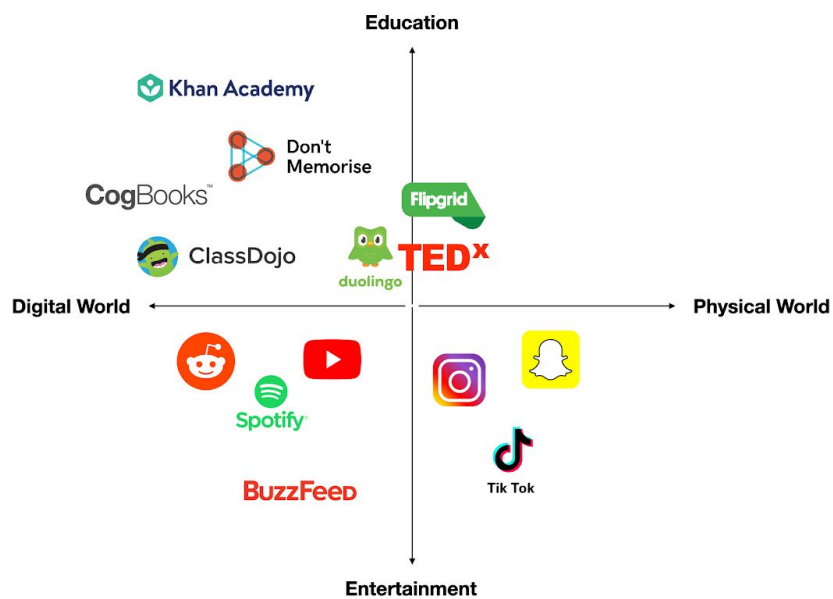 Education
Khan Academy
Don't
Memorise
CogBooks™
Flipgrid
ClassDojo
duolingo
TEDx
Digital World
Physical World
Spotify
Tik Tok
BuzzFeed
Entertainment